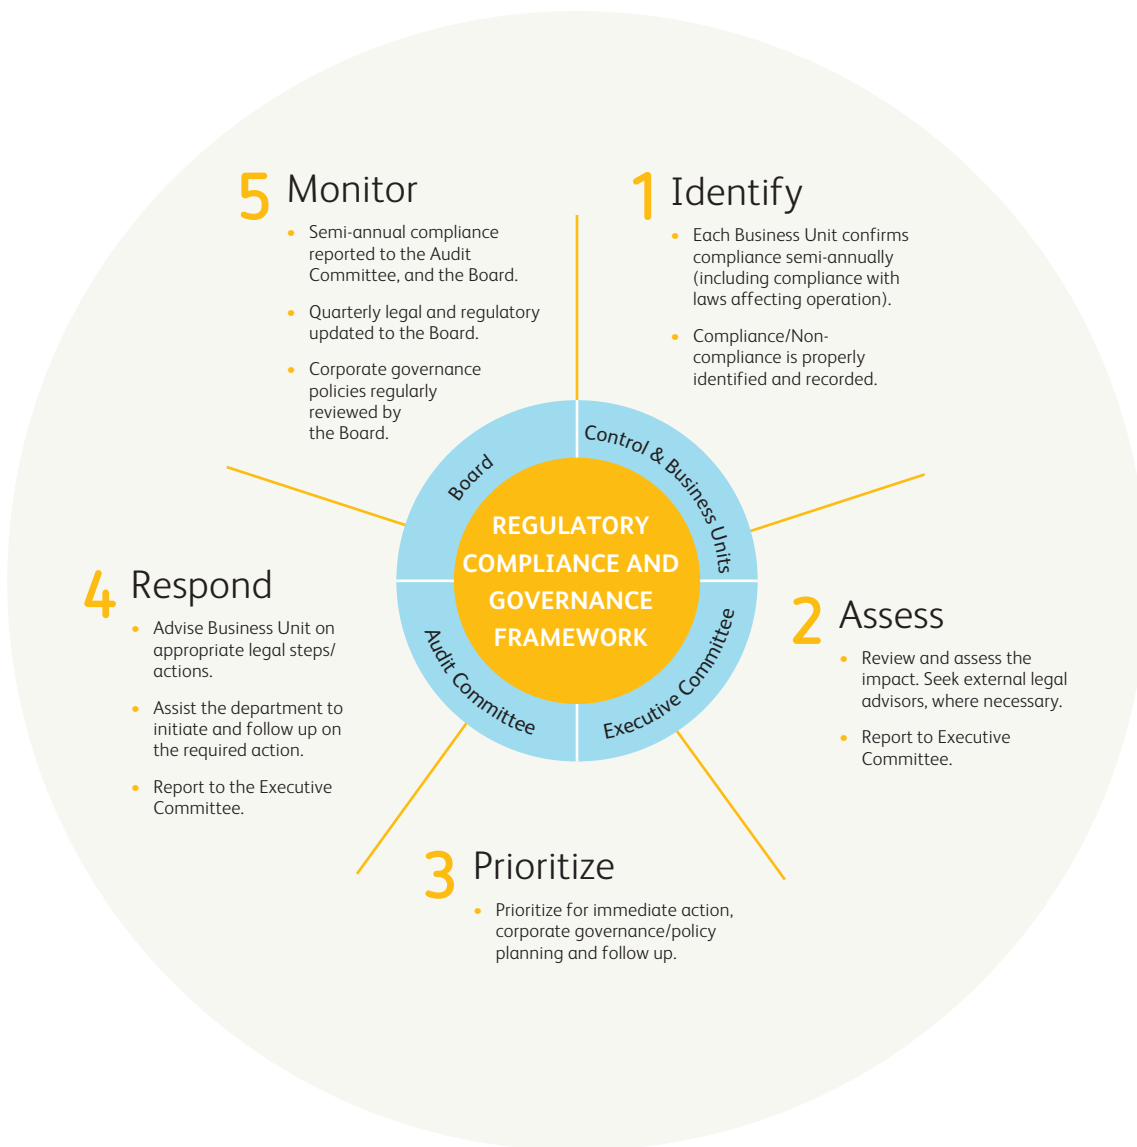 5 Monitor
• Semi-annual compliance
reported to the Audit
Committee, and the Board.
• Quarterly legal and regulatory
updated to the Board.
• Corporate governance
policies regularly
reviewed by
the Board.
1 Identify
• Each Business Unit confirms
compliance semi-annually
(including compliance with
laws affecting operation).
• Compliance/Non-
compliance is properly
identified and recorded.
Board
Control & Business Units
REGULATORY
COMPLIANCE AND
GOVERNANCE
FRAMEWORK
Audit Committee
Executive Committee
4 Respond
• Advise Business Unit on
appropriate legal steps/
actions.
• Assist the department to
initiate and follow up on
the required action.
• Report to the Executive
Committee.
2 Assess
• Review and assess the
impact. Seek external legal
advisors, where necessary.
• Report to Executive
Committee.
3 Prioritize
• Prioritize for immediate action,
corporate governance/policy
planning and follow up.